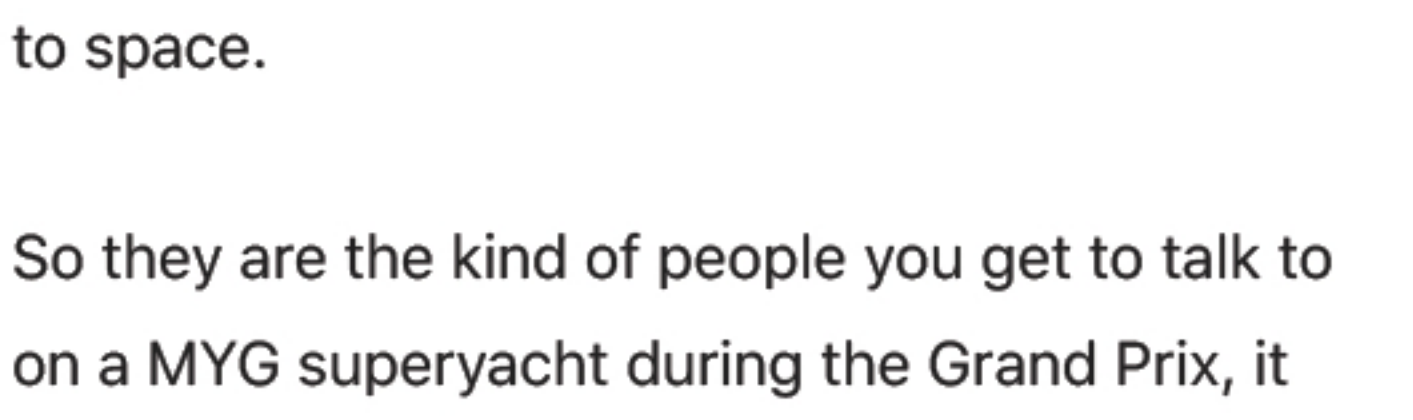 to space.
So they are the kind of people you get to talk to
on a MYG superyacht during the Grand Prix, it